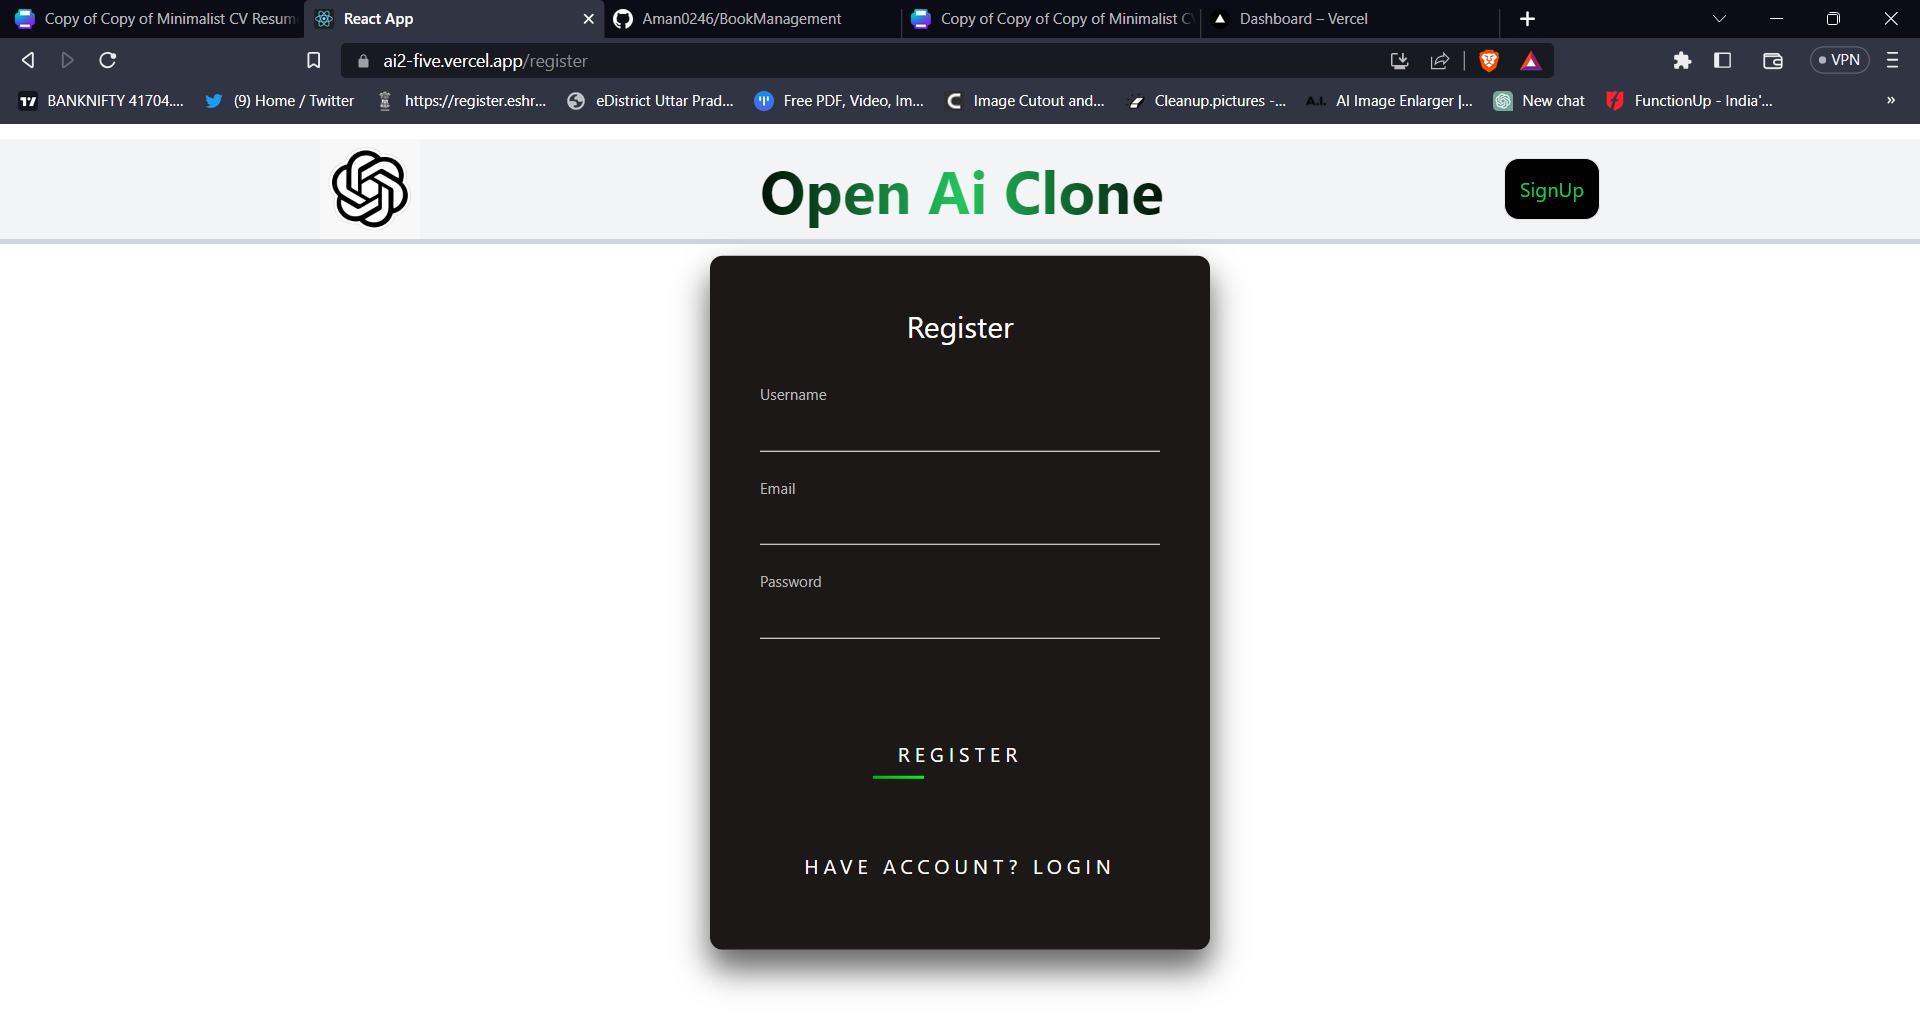 Copy of Copy of Minimalist CV Resum
React App
Aman0246/BookManagement
Copy of Copy of Copy of Minimalist CV
Dashboard – Vercel
ai2-five.vercel.app/register
VPN
BANKNIFTY 41704....
(9) Home / Twitter
https://register.eshr...
eDistrict Uttar Prad...
Free PDF, Video, Im...
Image Cutout and...
Cleanup.pictures -...
A.I. AI Image Enlarger |...
New chat
FunctionUp - India'...
»
Open Ai Clone
SignUp
Register
Username
Email
Password
REGISTER
HAVE ACCOUNT? LOGIN